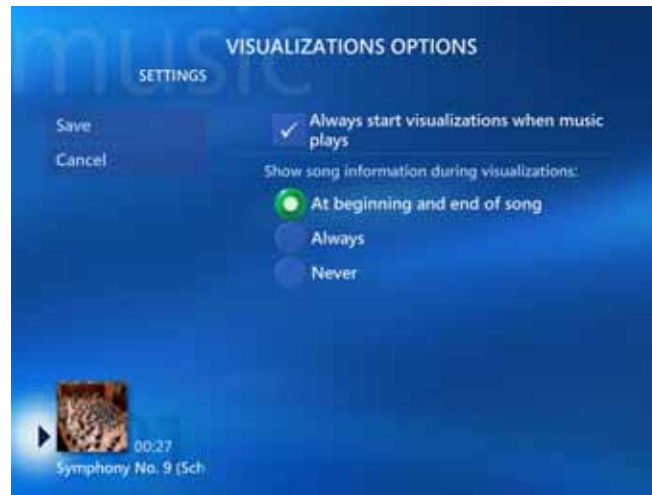 music
VISUALIZATIONS OPTIONS
SETTINGS
Save
Cancel
Always start visualizations when music
plays
Show song information during visualizations:
At beginning and end of song
Always
Never
00:27
Symphony No. 9 (Sch